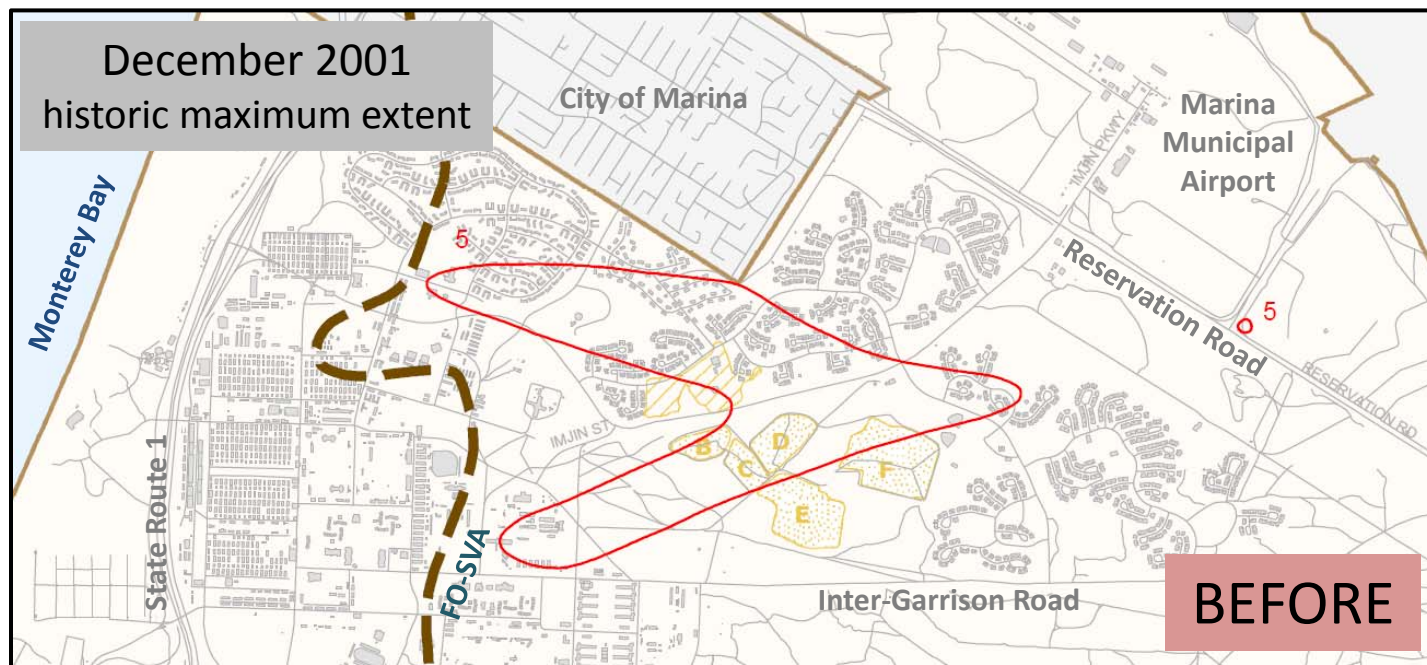 December 2001
historic maximum extent
City of Marina
Marina
Municipal
Airport
IMJIN PKWY
Monterey Bay
5
Reservation Road
5
RESERVATION RD
IMJIN ST
B
D
C
F
E
State Route 1
FO-SVA
Inter-Garrison Road
BEFORE